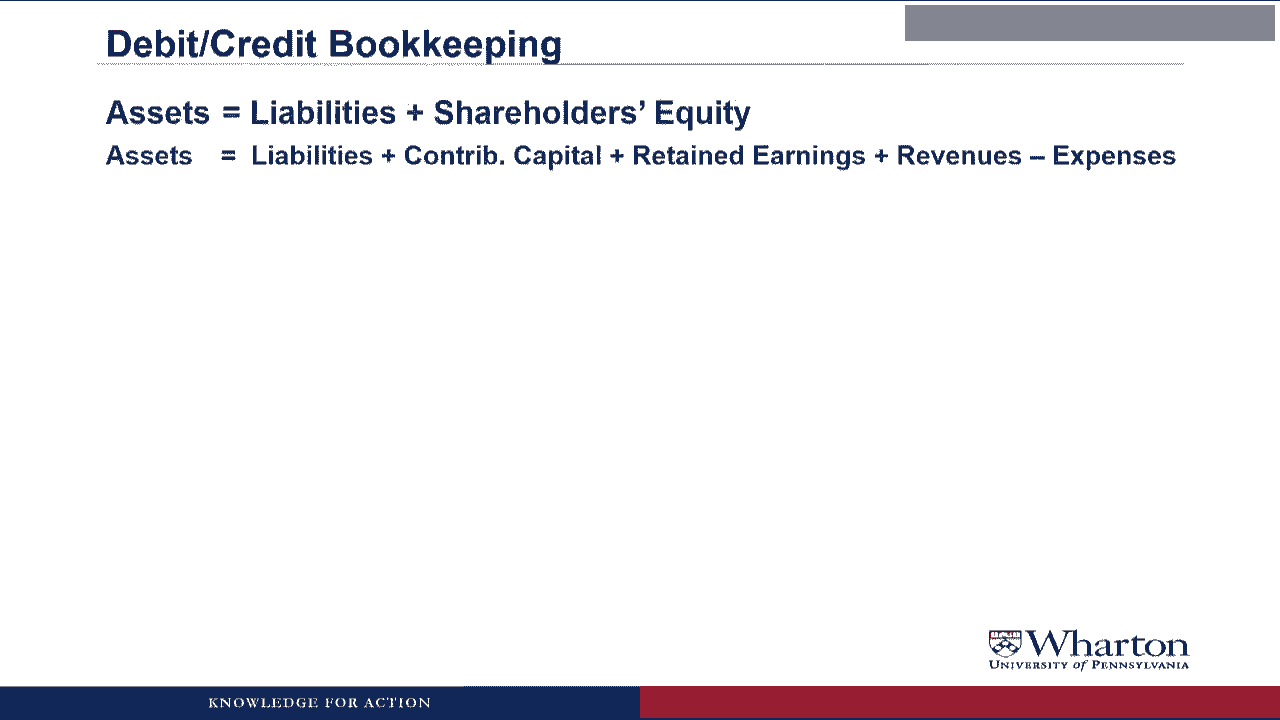 Debit/Credit Bookkeeping
Assets = Liabilities + Shareholders’ Equity
Assets = Liabilities + Contrib. Capital + Retained Earnings + Revenues – Expenses
Wharton
UNIVERSITY of PENNSYLVANIA
KNOWLEDGE FOR ACTION